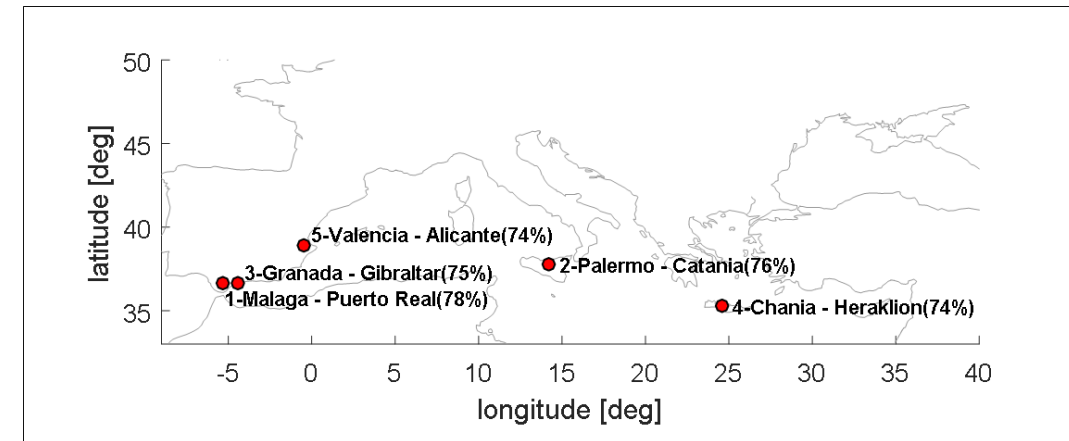 50
45
40
35
latitude [deg]
5-Valencia - Alicante(74%)
3-Granada - Gibraltar(75%)
2-Palermo - Catania(76%)
1-Malaga - Puerto Real(78%)
4-Chania - Heraklion(74%)
-5 0 5 10 15 20 25 30 35 40
longitude [deg]